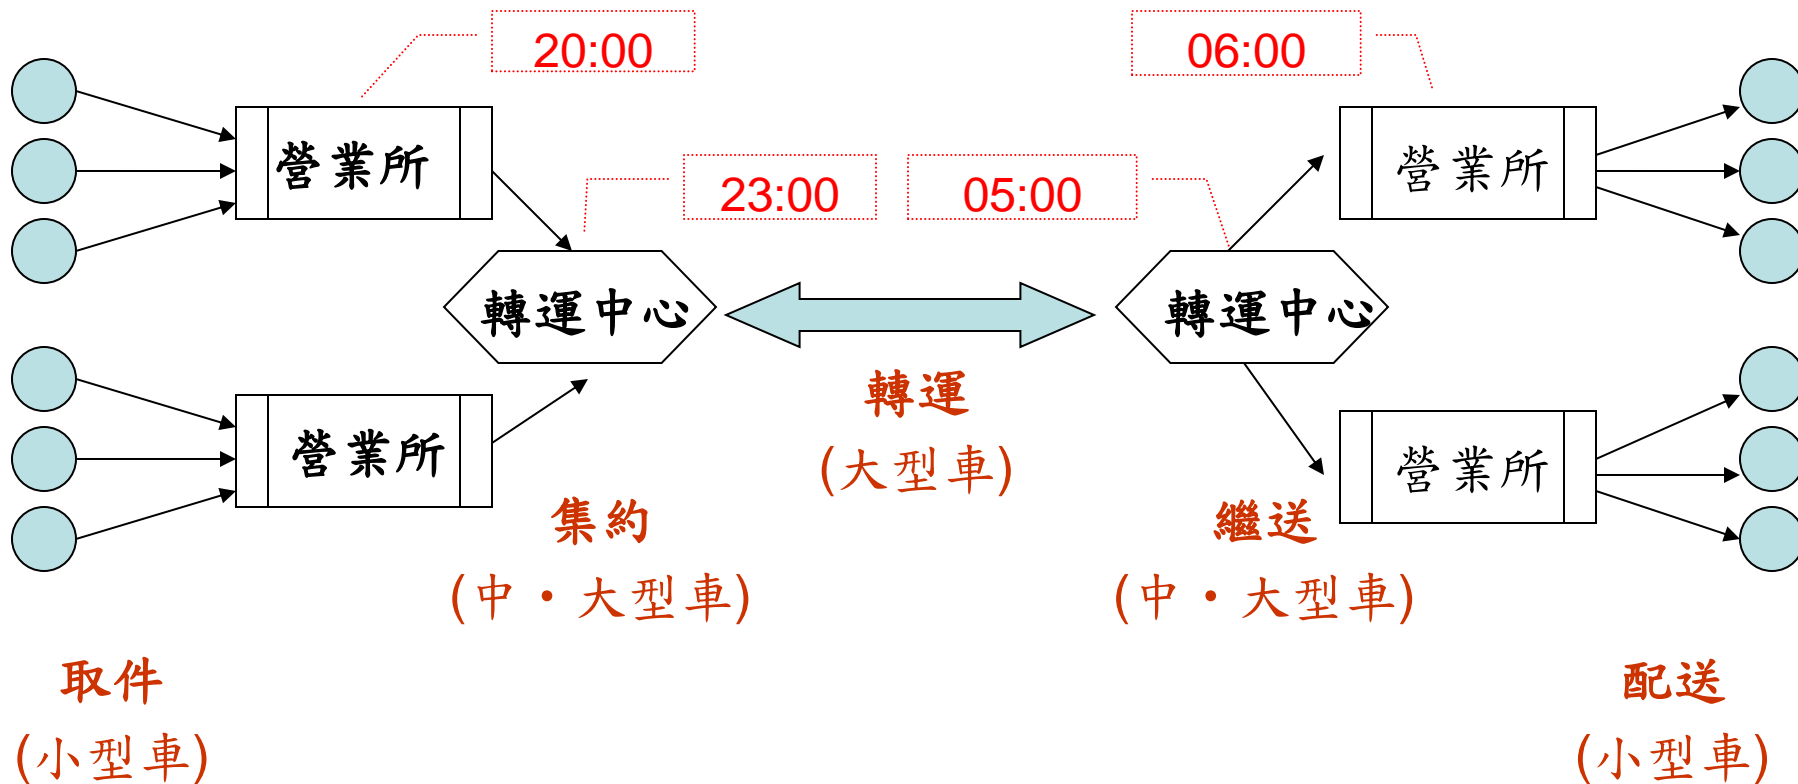 20:00
06:00
營業所
營業所
23:00
05:00
轉運中心
轉運中心
轉運
(大型車)
營業所
營業所
集約
(中・大型車)
繼送
(中・大型車)
取件
(小型車)
配送
(小型車)